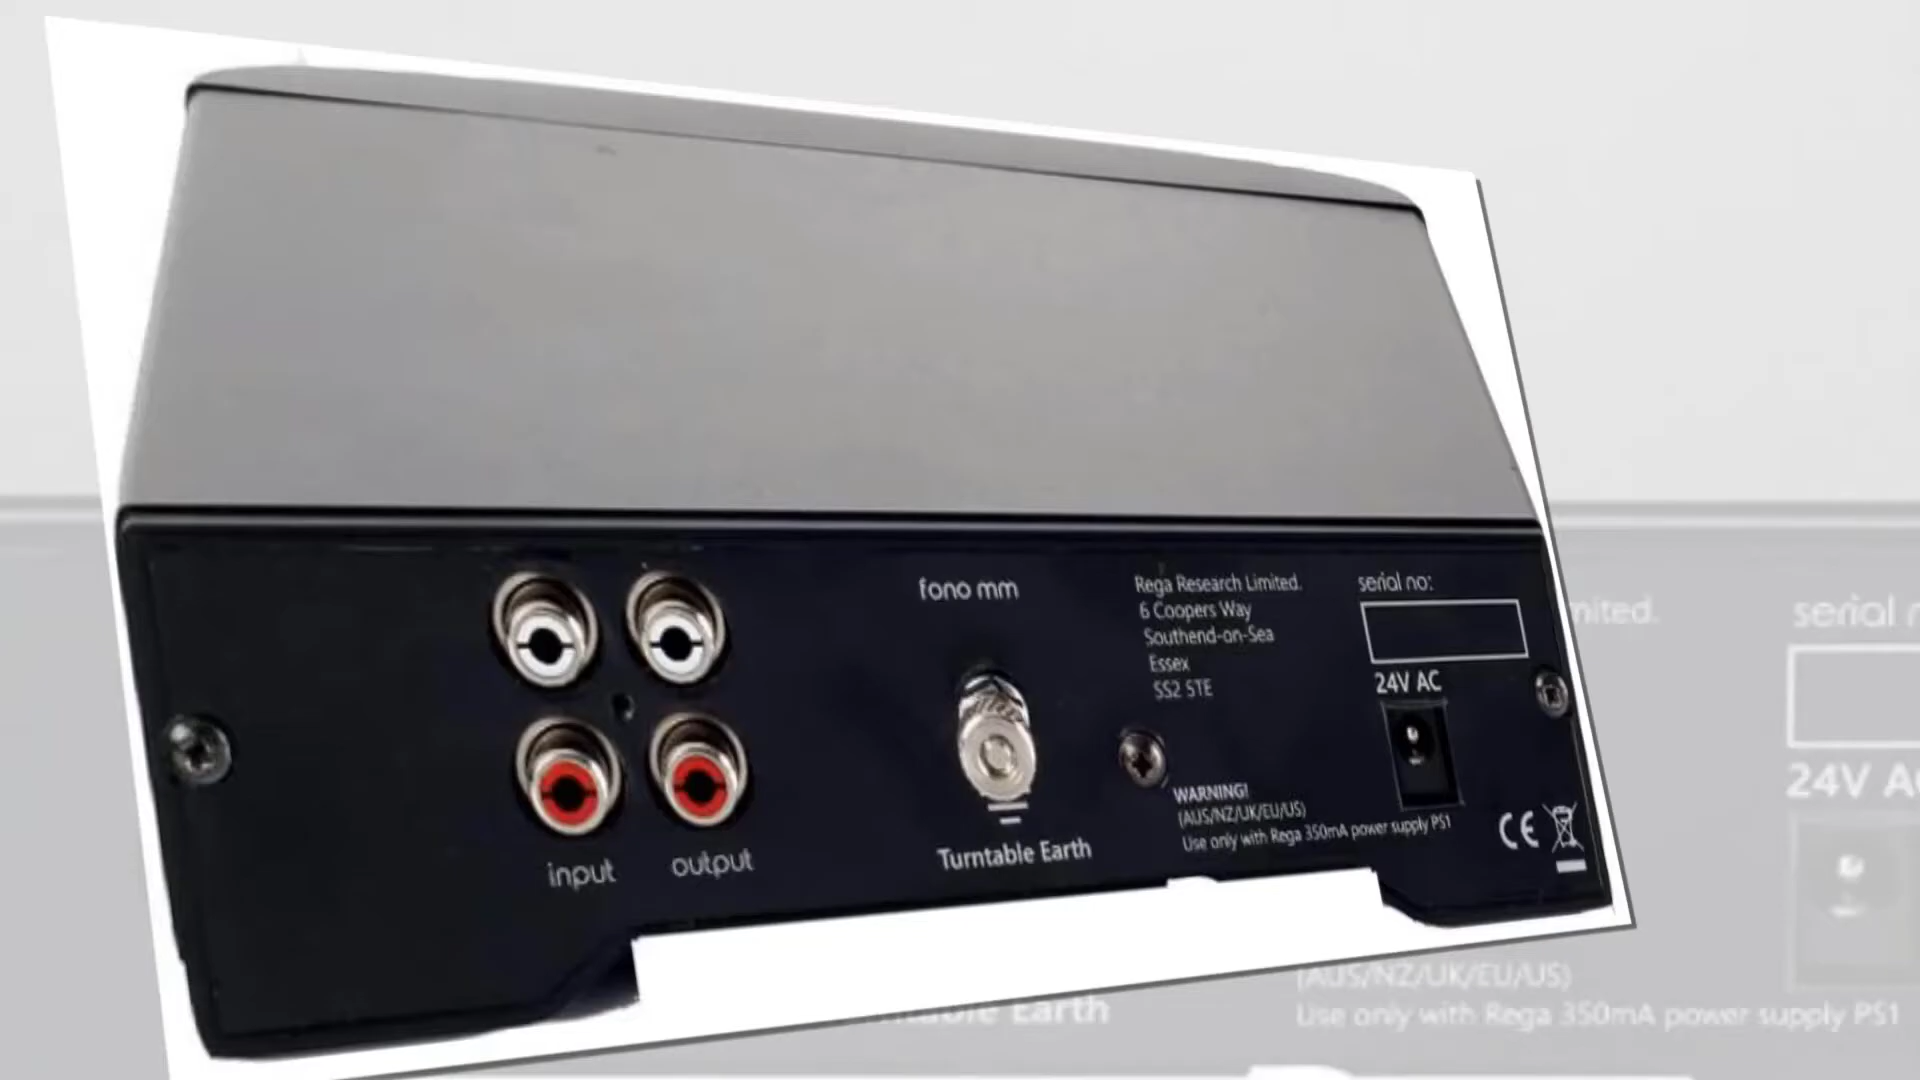 fono mm
Rega Research Limited.
6 Coopers Way
Southend-on-Sea
Essex
SS2 5TE
serial no:
24V AC
WARNING!
(AUS/NZ/UK/EU/US)
Use only with Rega 350mA power supply PS1
CE
input
output
Turntable Earth
mited.
serial n
24V A
(AUS/NZ/UK/EU/US)
Use only with Rega 350mA power supply PS1
Earth